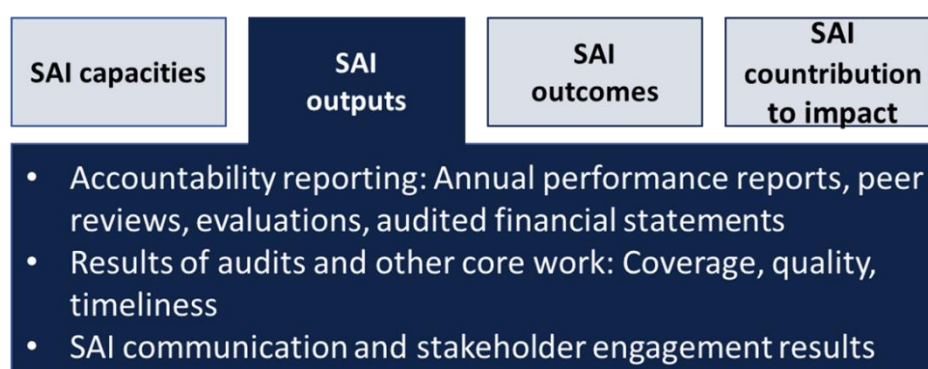 SAI capacities
SAI
outputs
SAI
outcomes
SAI
countribution
to impact
• Accountability reporting: Annual performance reports, peer
reviews, evaluations, audited financial statements
• Results of audits and other core work: Coverage, quality,
timeliness
• SAI communication and stakeholder engagement results